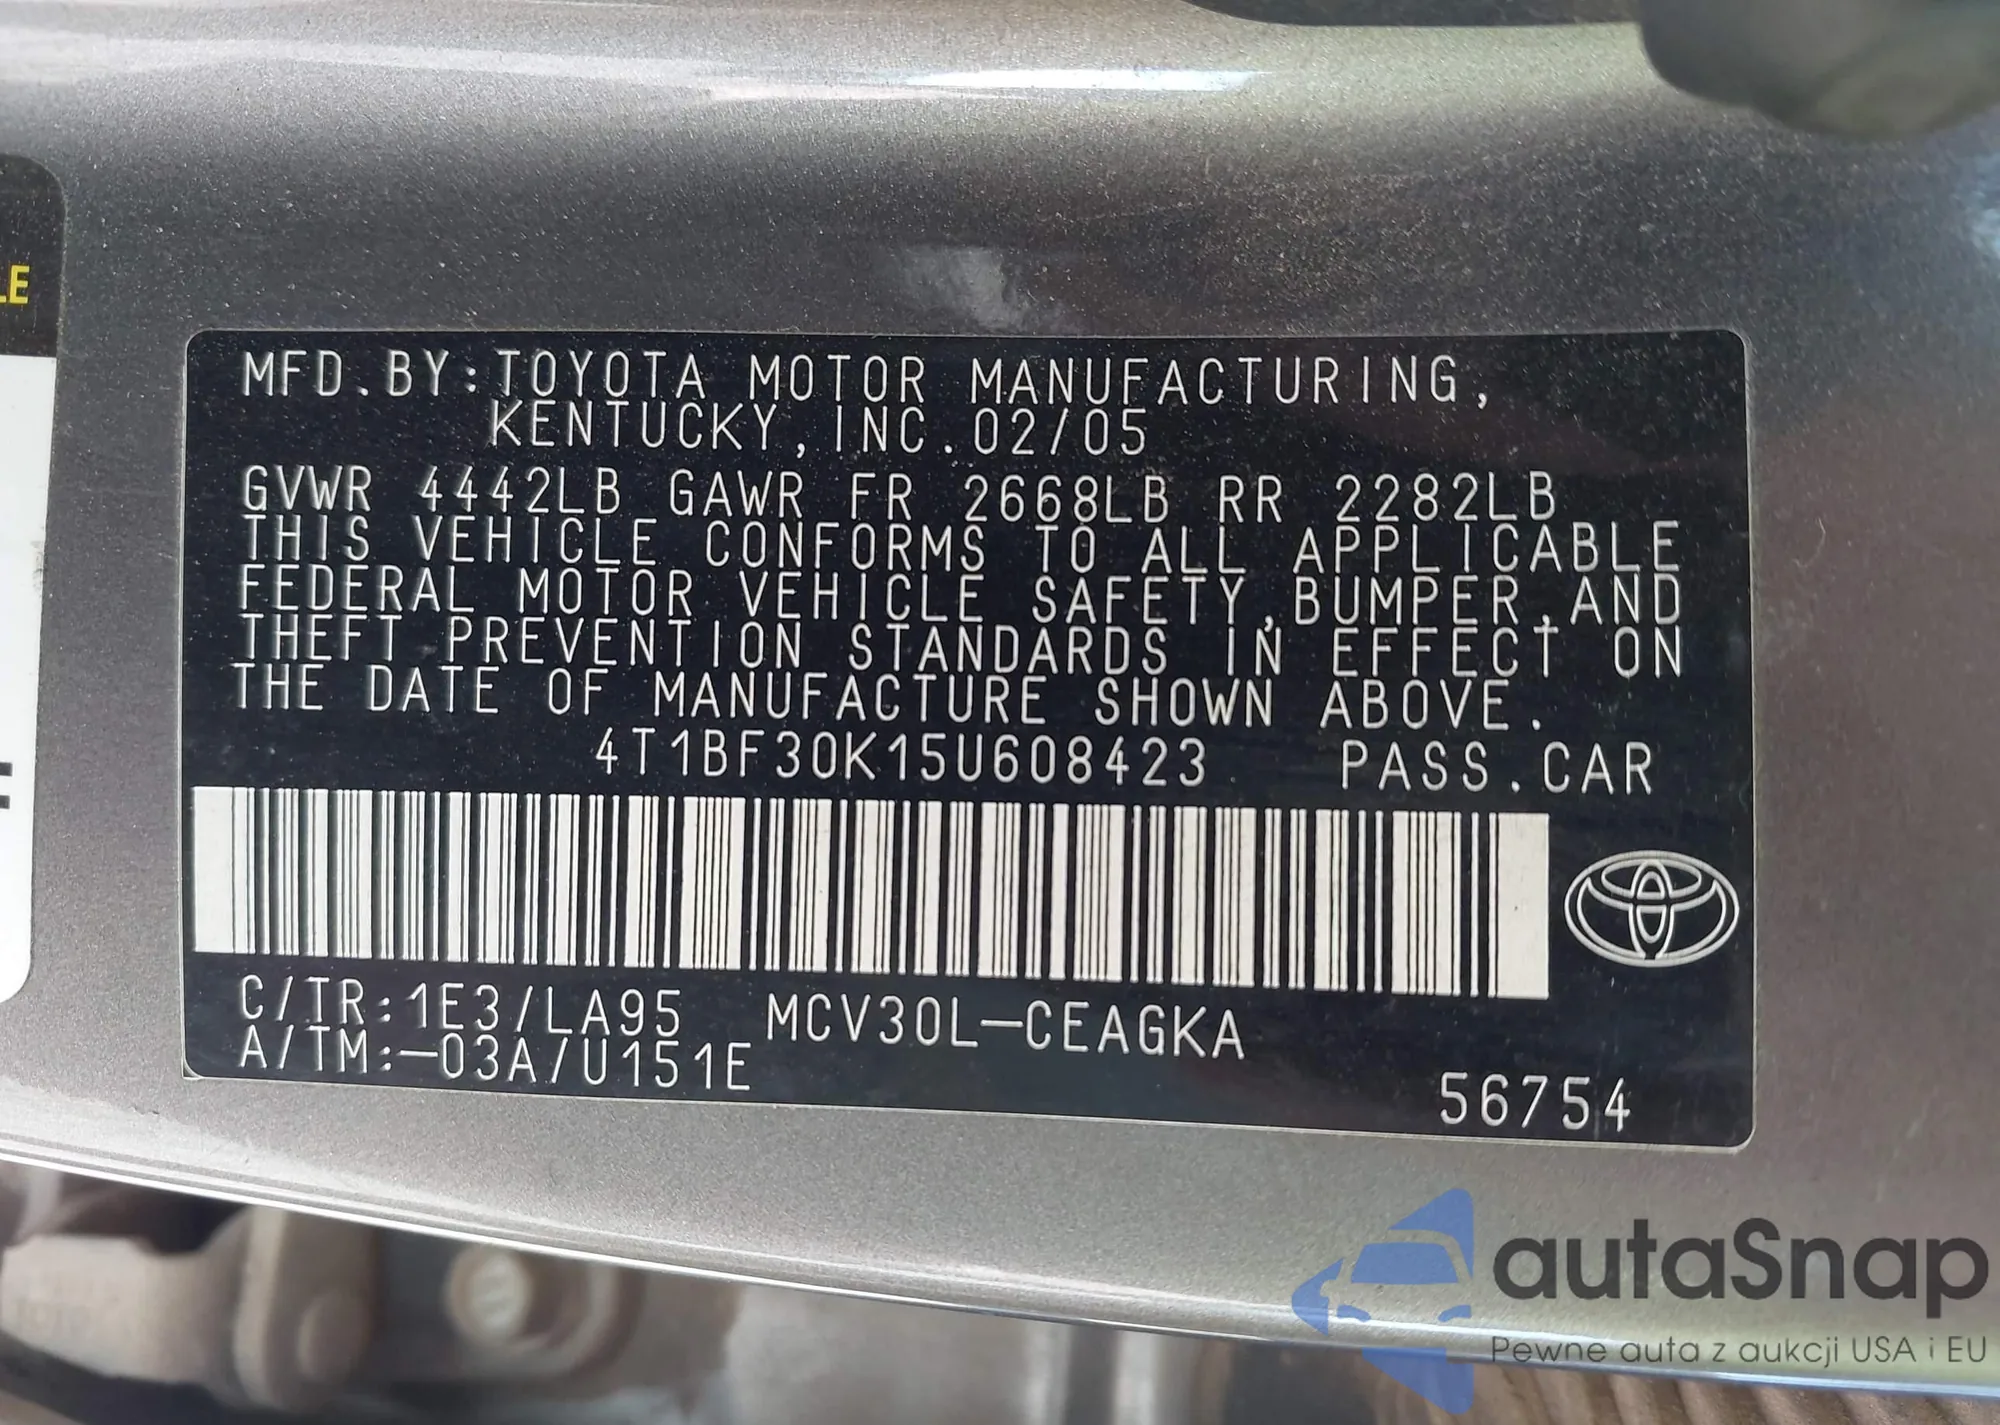 LE
MFD.BY:TOYOTA MOTOR MANUFACTURING,
KENTUCKY,INC.02/05
GVWR 4442LB GAWR FR 2668LB RR 2282LB
THIS VEHICLE CONFORMS TO ALL APPLICABLE
FEDERAL MOTOR VEHICLE SAFETY,BUMPER,AND
THEFT PREVENTION STANDARDS IN EFFECT ON
THE DATE OF MANUFACTURE SHOWN ABOVE.
4T1BF30K15U608423 PASS.CAR
C/TR:1E3/LA95 MCV30L-CEAGKA
A/TM:-03A/U151E
56754
autaSnap
Pewne auta z aukcji USA i EU